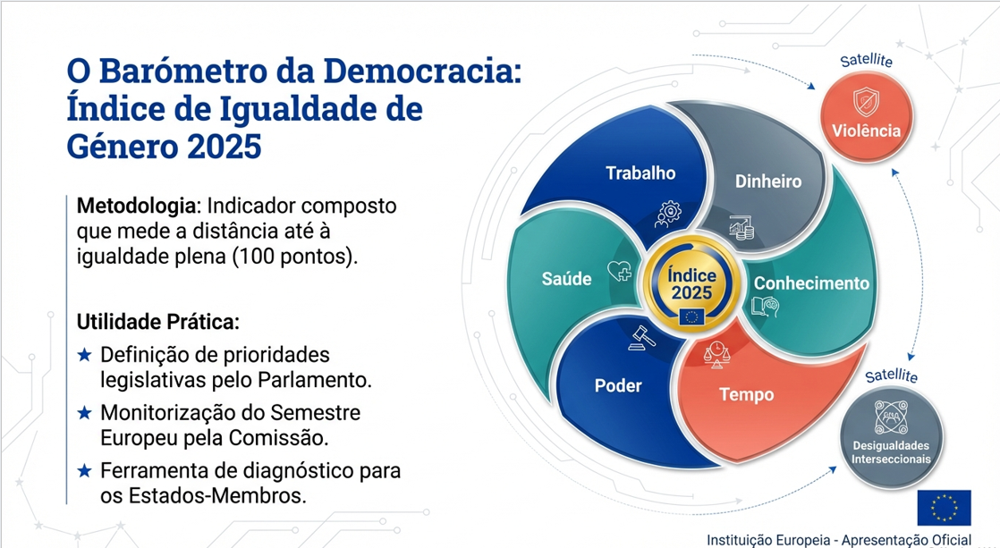 O Barómetro da Democracia:
Índice de Igualdade de
Género 2025
Metodologia: Indicador composto
que mede a distância até à
igualdade plena (100 pontos).
Utilidade Prática:
Definição de prioridades
legislativas pelo Parlamento.
Monitorização do Semestre
Europeu pela Comissão.
Ferramenta de diagnóstico para
os Estados-Membros.
Trabalho
Dinheiro
Saúde
Índice
2025
Conhecimento
Poder
Tempo
Satellite
Violência
Satellite
Desigualdades
Interseccionais
Instituição Europeia - Apresentação Oficial